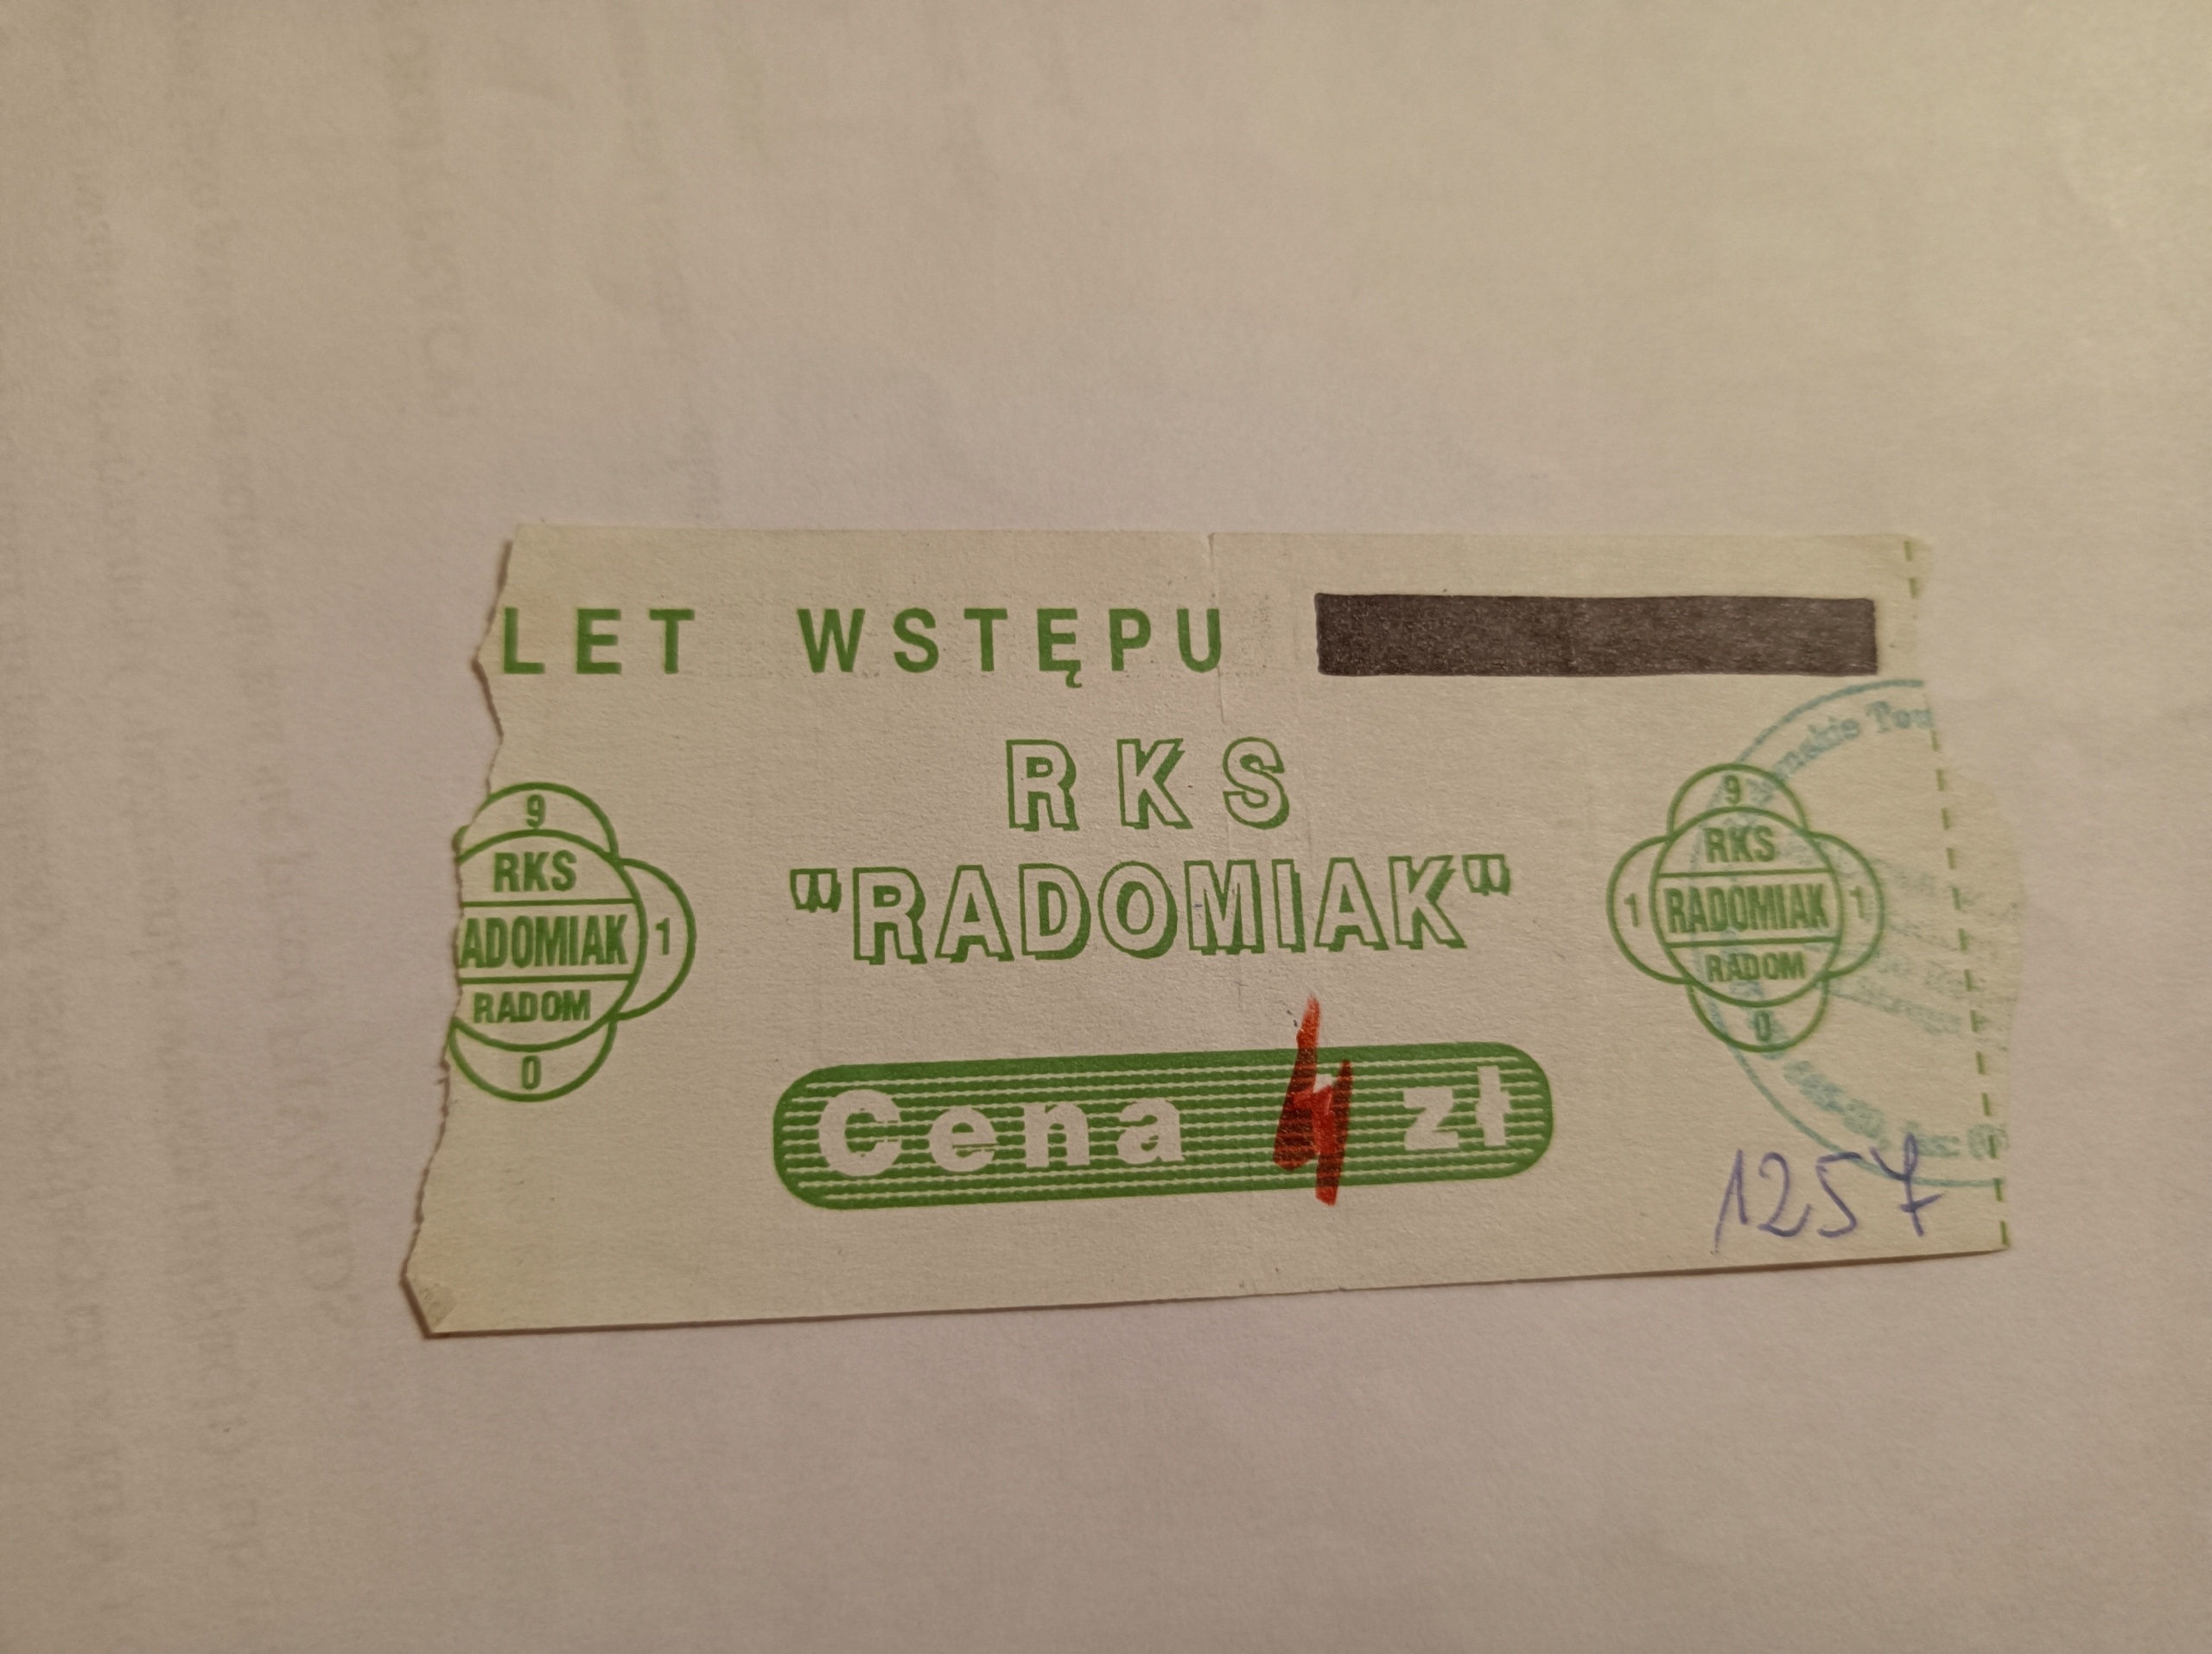 LET WSTĘPU
RKS
"RADOMIAK"
Cena 4 zł
9
RKS
ADOMIAK
1
RADOM
0
9
RKS
1 RADOMIAK 1
RADOM
0
1257